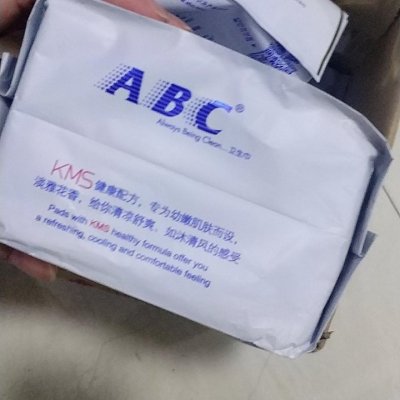 ABC®
Always Being Clean... 卫生巾
KMS健康配方，专为幼嫩肌肤而设，
淡雅花香，给你清凉舒爽，如沐清风的感受
Pads with KMS healthy formula offer you
a refreshing, cooling and comfortable feeling